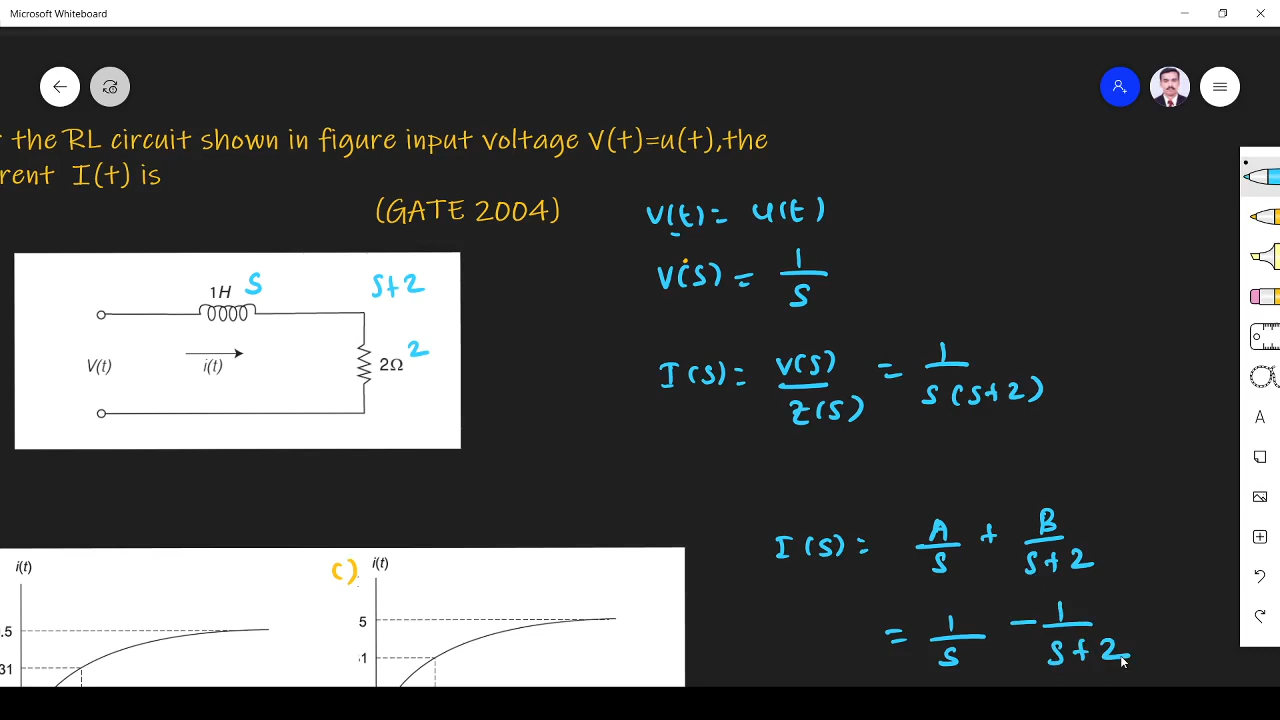 Microsoft Whiteboard
the RL circuit shown in figure input voltage V(t)=u(t),the
rent I(t) is
(GATE 2004)
V(t) = u(t)
V(s) = 1/s
1H S S+2
V(t) i(t) 2Ω 2
I(s) = V(s)/Z(s) = 1/s(s+2)
I(s) = A/s + B/s+2
= 1/s - 1/s+2
i(t) C) i(t)
.5 5
31 1
A